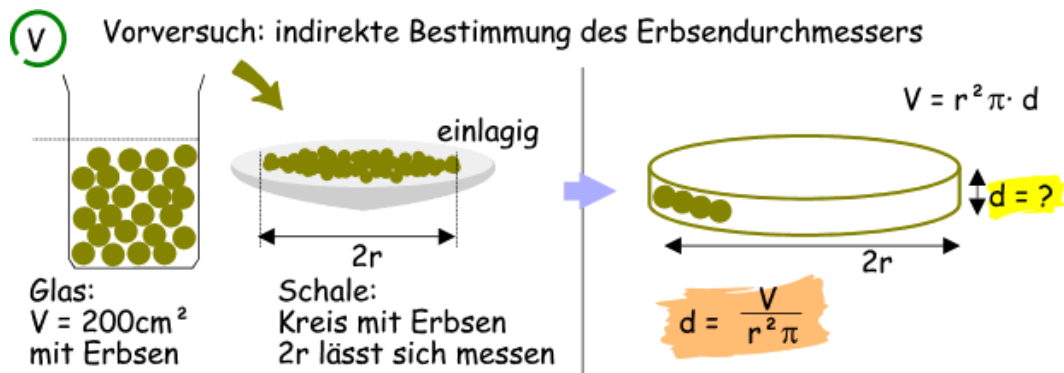 V
Vorversuch: indirekte Bestimmung des Erbsendurchmessers
einlagig
2r
Glas:
V = 200cm²
mit Erbsen
Schale:
Kreis mit Erbsen
2r lässt sich messen
V = r²π· d
d = ?
2r
d = V / r²π